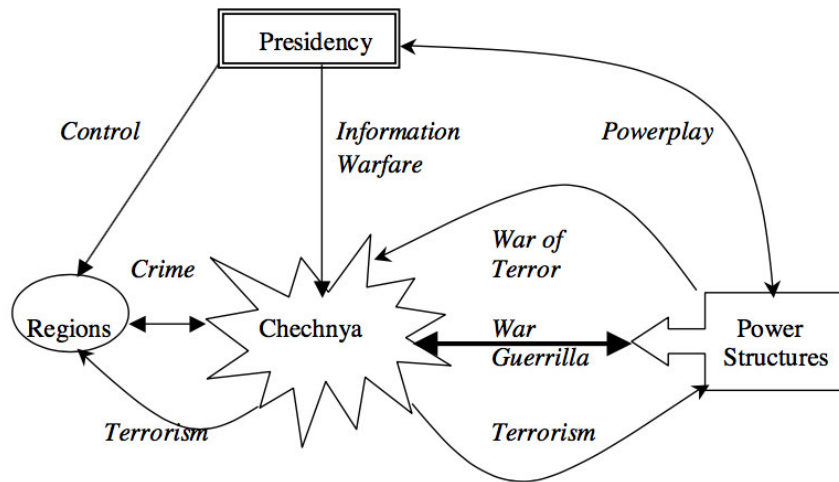 Presidency
Control
Information
Warfare
Powerplay
War of
Terror
Crime
Regions
Chechnya
War
Guerrilla
Power
Structures
Terrorism
Terrorism